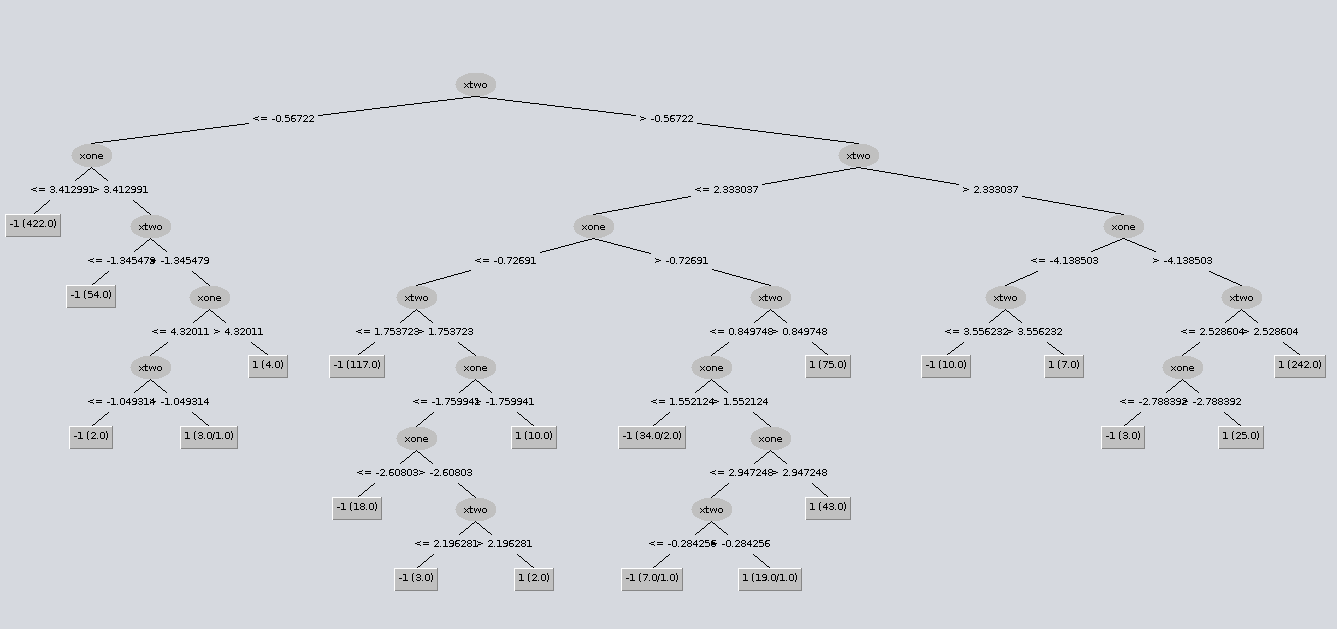 xtwo
<= -0.56722 > -0.56722
xone xtwo
<= 3.412991 > 3.412991 <= 2.333037 > 2.333037
-1 (422.0) xtwo xone xone
<= -1.345479 > -1.345479 <= -0.72691 > -0.72691 <= -4.138503 > -4.138503
-1 (54.0) xone xtwo xtwo xtwo xtwo
<= 4.32011 > 4.32011 <= 1.753723 > 1.753723 <= 0.849748 > 0.849748 <= 3.556232 > 3.556232 <= 2.528604 > 2.528604
xtwo 1 (4.0) -1 (117.0) xone xone 1 (75.0) -1 (10.0) 1 (7.0) xone 1 (242.0)
<= -1.049314 > -1.049314 <= -1.759941 > -1.759941 <= 1.552124 > 1.552124 <= -2.788392 > -2.788392
-1 (2.0) 1 (3.0/1.0) xone 1 (10.0) -1 (34.0/2.0) xone -1 (3.0) 1 (25.0)
<= -2.60803 > -2.60803 <= 2.947248 > 2.947248
-1 (18.0) xtwo xtwo 1 (43.0)
<= 2.196281 > 2.196281 <= -0.284256 > -0.284256
-1 (3.0) 1 (2.0) -1 (7.0/1.0) 1 (19.0/1.0)